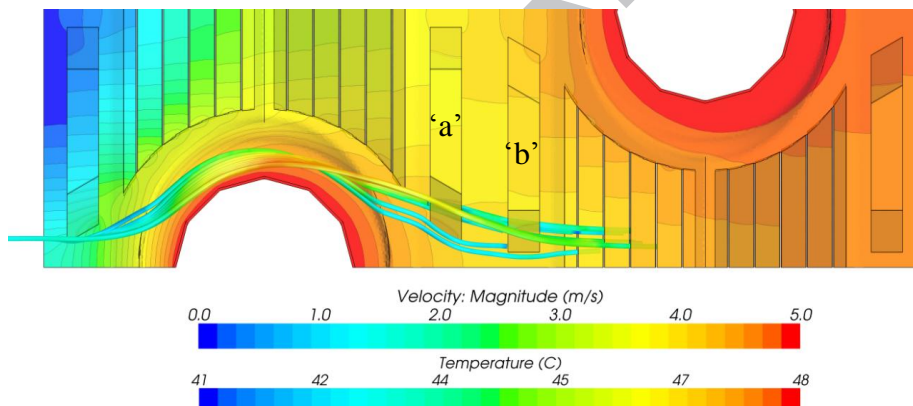 ‘a’
‘b’
Velocity: Magnitude (m/s)
0.0 1.0 2.0 3.0 4.0 5.0
Temperature (C)
41 42 44 45 47 48